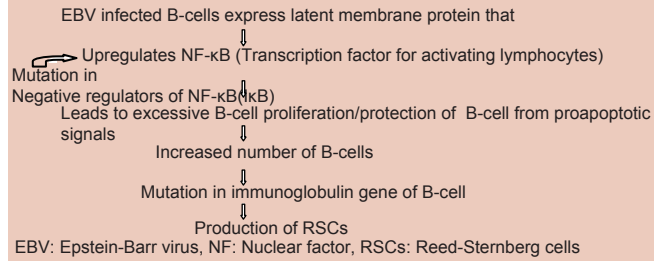 EBV infected B-cells express latent membrane protein that
Upregulates NF-κB (Transcription factor for activating lymphocytes)
Mutation in
Negative regulators of NF-κB(IκB)
Leads to excessive B-cell proliferation/protection of B-cell from proapoptotic
signals
Increased number of B-cells
Mutation in immunoglobulin gene of B-cell
Production of RSCs
EBV: Epstein-Barr virus, NF: Nuclear factor, RSCs: Reed-Sternberg cells